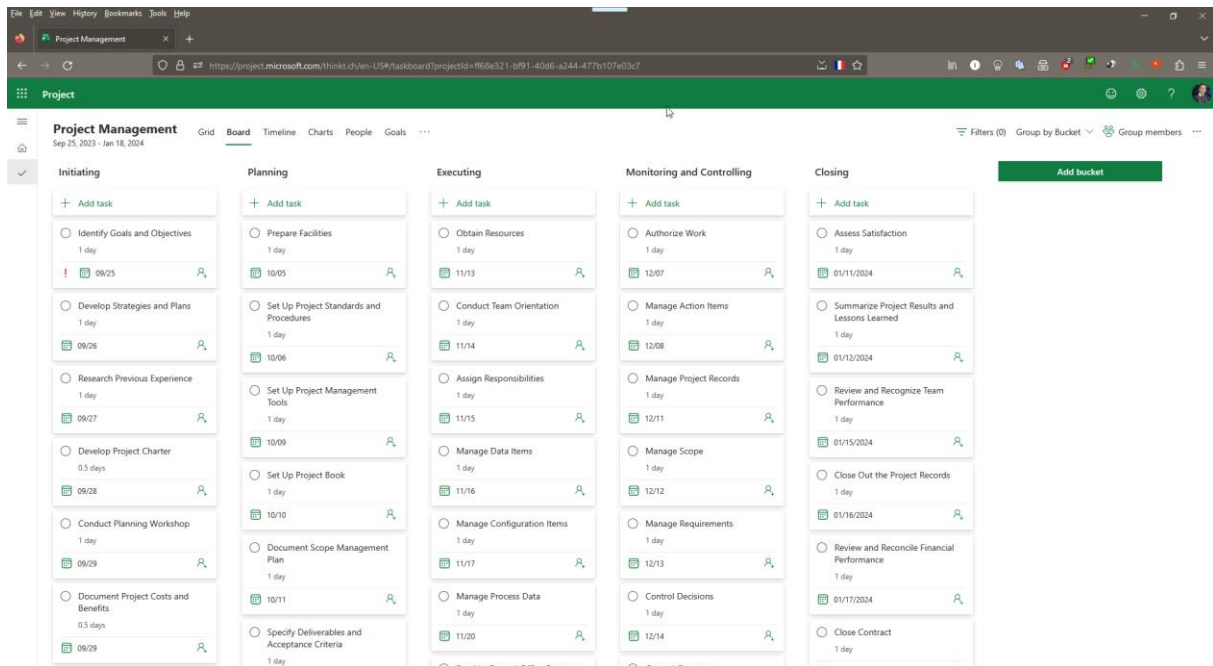 File Edit View History Bookmarks Tools Help
Project Management
https://project.microsoft.com/thinkt.ch/en-US#/taskboard?projectId=ff68e321-bf91-40d6-a244-477b107e03c7
Project
Project Management
Grid Board Timeline Charts People Goals ...
Filters (0) Group by Bucket Group members ...
Sep 25, 2023 - Jan 18, 2024
Initiating
+ Add task
Identify Goals and Objectives
1 day
! 09/25
Develop Strategies and Plans
1 day
09/26
Research Previous Experience
1 day
09/27
Develop Project Charter
0.5 days
09/28
Conduct Planning Workshop
1 day
09/29
Document Project Costs and
Benefits
0.5 days
09/29
Planning
+ Add task
Prepare Facilities
1 day
10/05
Set Up Project Standards and
Procedures
1 day
10/06
Set Up Project Management
Tools
1 day
10/09
Set Up Project Book
1 day
10/10
Document Scope Management
Plan
1 day
10/11
Specify Deliverables and
Acceptance Criteria
1 day
Executing
+ Add task
Obtain Resources
1 day
11/13
Conduct Team Orientation
1 day
11/14
Assign Responsibilities
1 day
11/15
Manage Data Items
1 day
11/16
Manage Configuration Items
1 day
11/17
Manage Process Data
1 day
11/20
Monitoring and Controlling
+ Add task
Authorize Work
1 day
12/07
Manage Action Items
1 day
12/08
Manage Project Records
1 day
12/11
Manage Scope
1 day
12/12
Manage Requirements
1 day
12/13
Control Decisions
1 day
12/14
Closing
+ Add task
Assess Satisfaction
1 day
01/11/2024
Summarize Project Results and
Lessons Learned
1 day
01/12/2024
Review and Recognize Team
Performance
1 day
01/15/2024
Close Out the Project Records
1 day
01/16/2024
Review and Reconcile Financial
Performance
1 day
01/17/2024
Close Contract
1 day
Add bucket